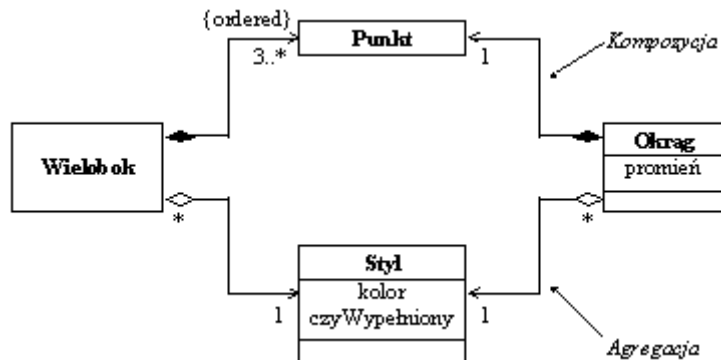 {ordered}
Punkt
3..*
1
Kompozycja
Wielobok
Okrąg
promień
*
*
Styl
kolor
czyWypełniony
1
1
Agregacja